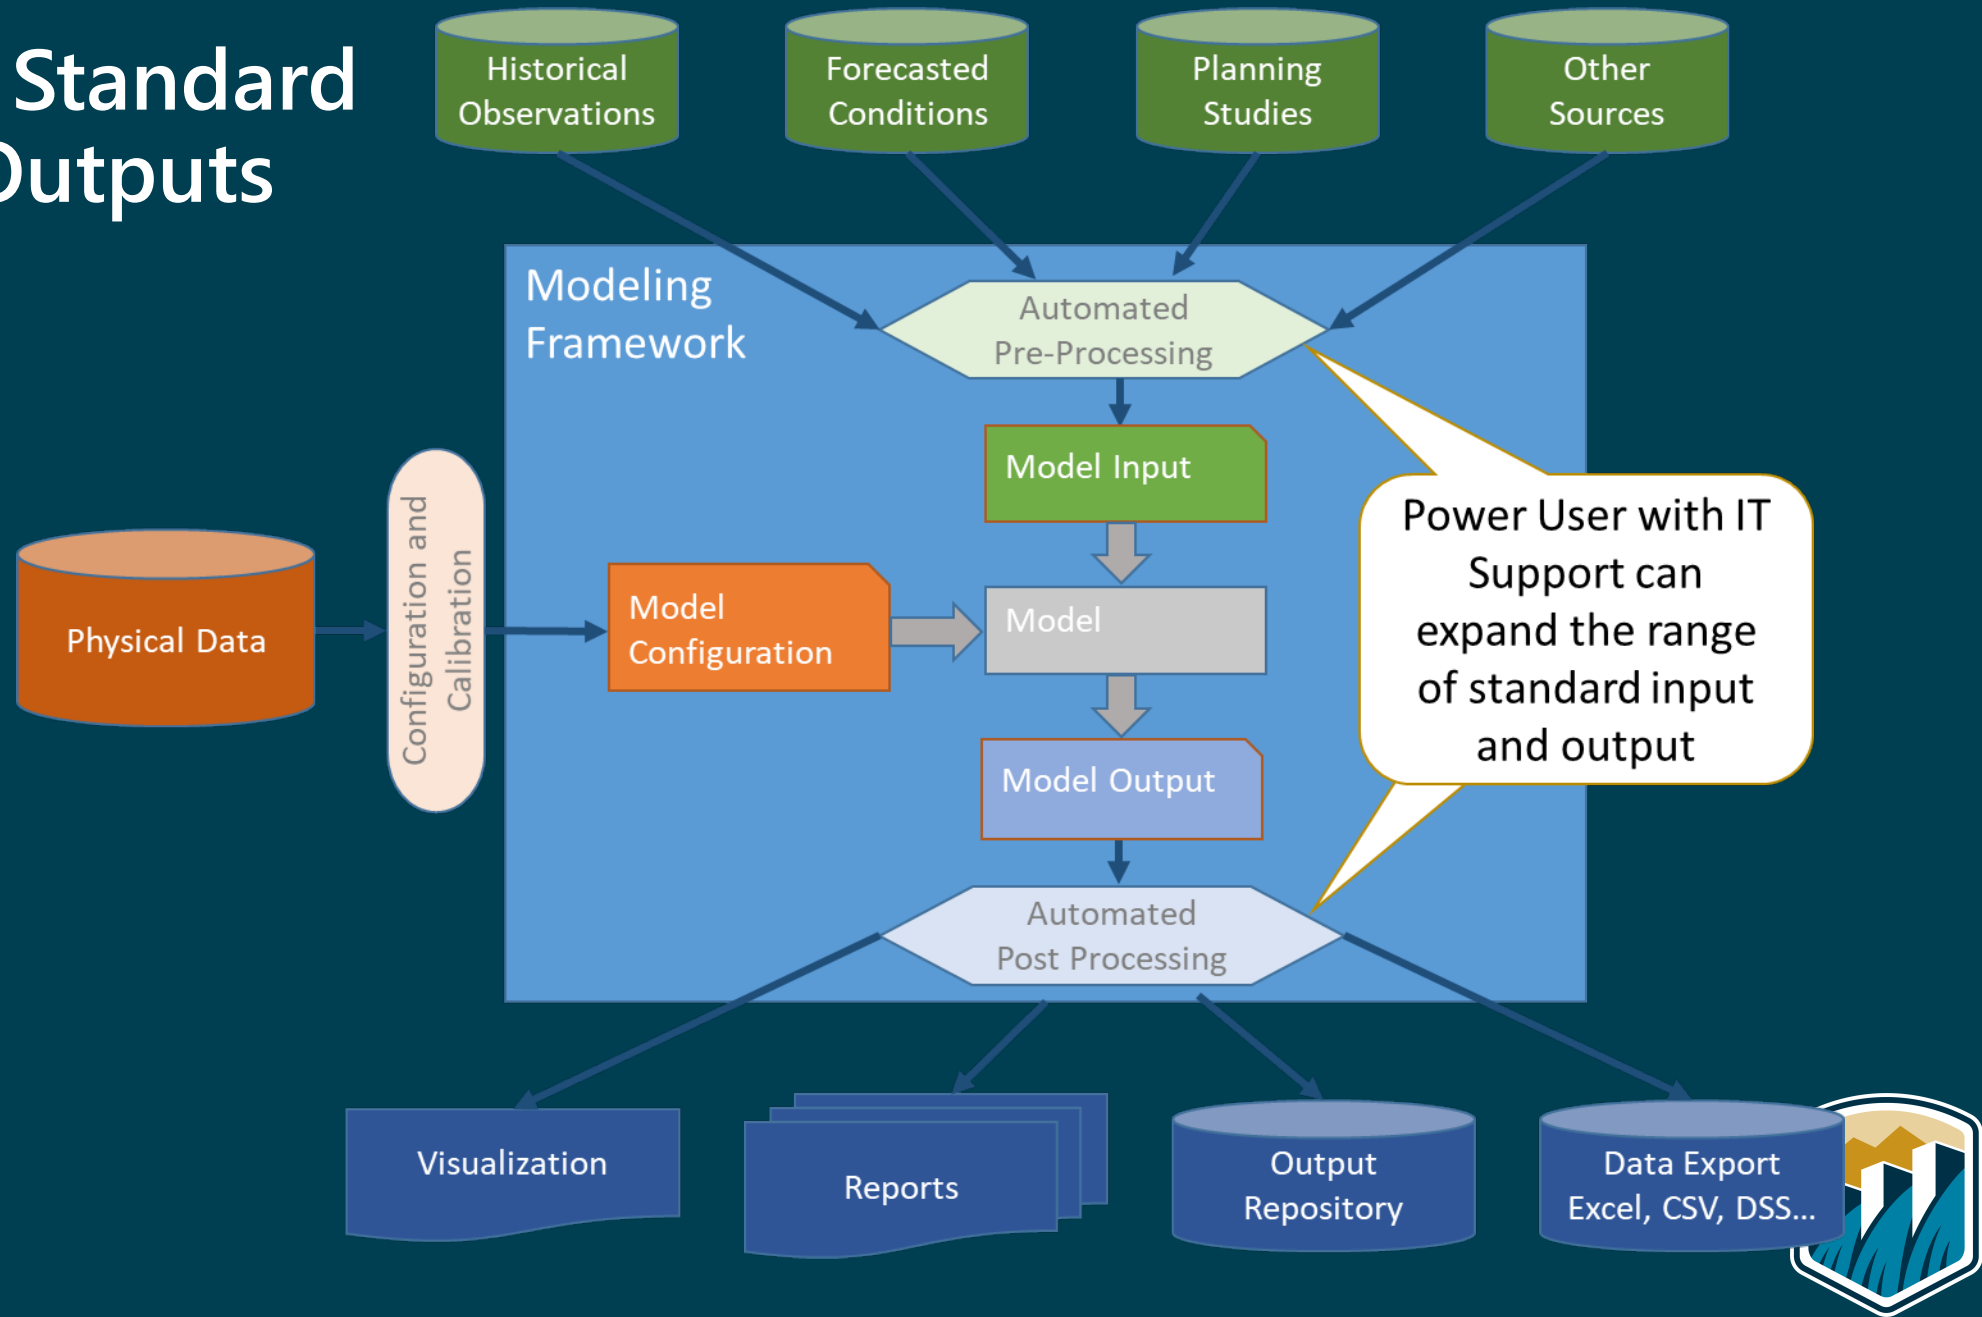 Standard
Outputs
Historical
Observations
Forecasted
Conditions
Planning
Studies
Other
Sources
Modeling
Framework
Automated
Pre-Processing
Model Input
Power User with IT
Support can
expand the range
of standard input
and output
Physical Data
Configuration and
Calibration
Model
Configuration
Model
Model Output
Automated
Post Processing
Visualization
Reports
Output
Repository
Data Export
Excel, CSV, DSS...